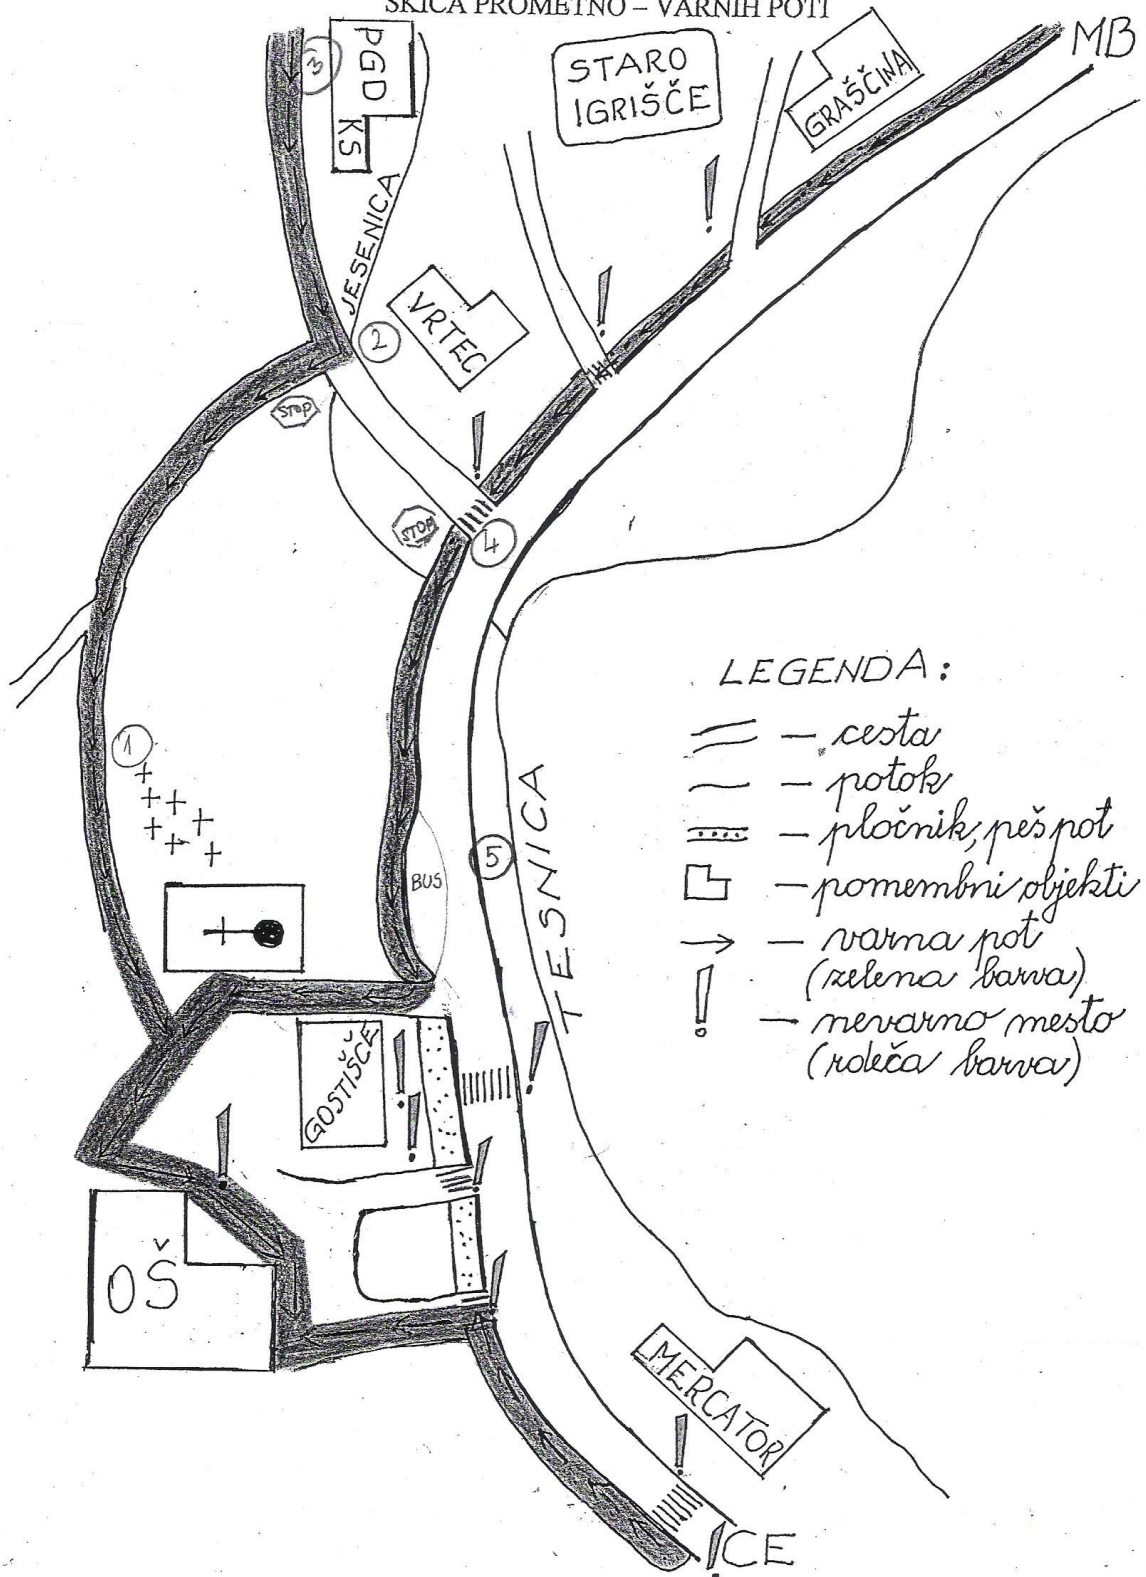 SKICA PROMETNO – VARNIH POTI
MB
3
PGD
KS
STARO
IGRIŠČE
GRAŠČINA
JESENICA
VRTEC
2
STOP
STOP
4
LEGENDA:
— cesta
— potok
— pločnik, peš pot
— pomembni objekti
— varna pot
(zelena barva)
! — nevarno mesto
(rdeča barva)
1
TESNICA
5
BUS
GOSTIŠČE
OŠ
MERCATOR
CE